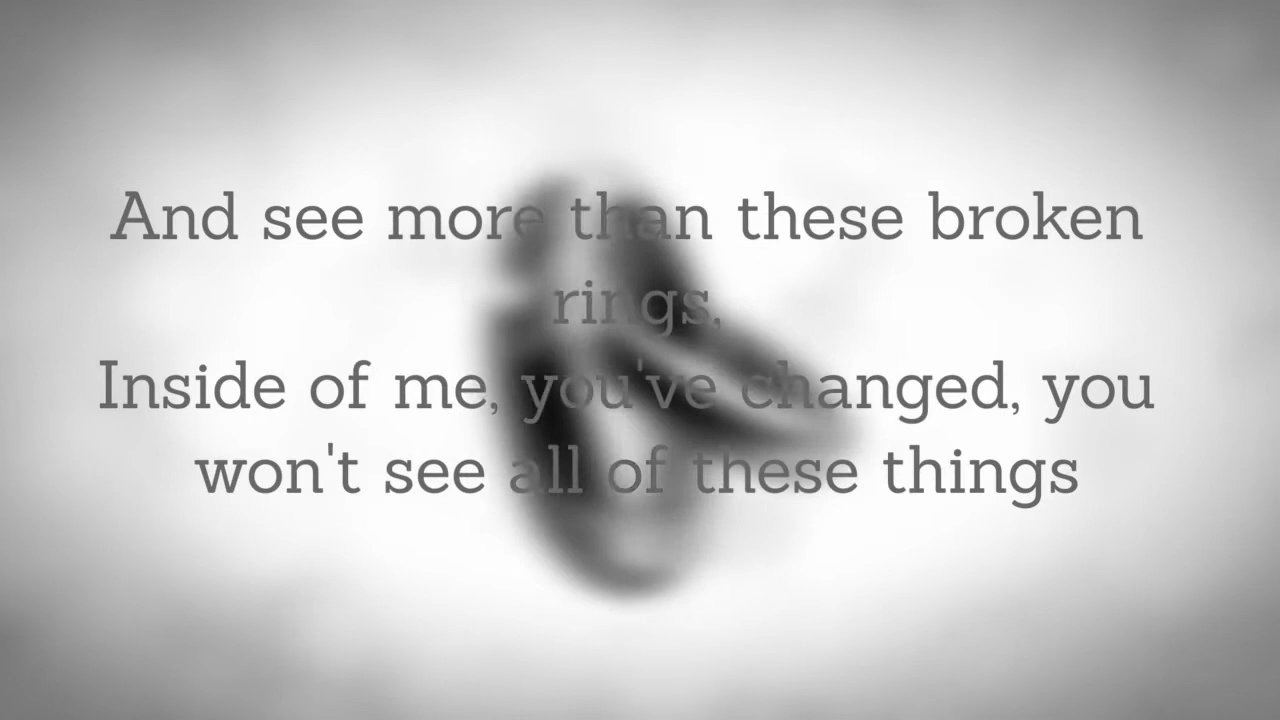 And see more than these broken
rings,
Inside of me, you've changed, you
won't see all of these things